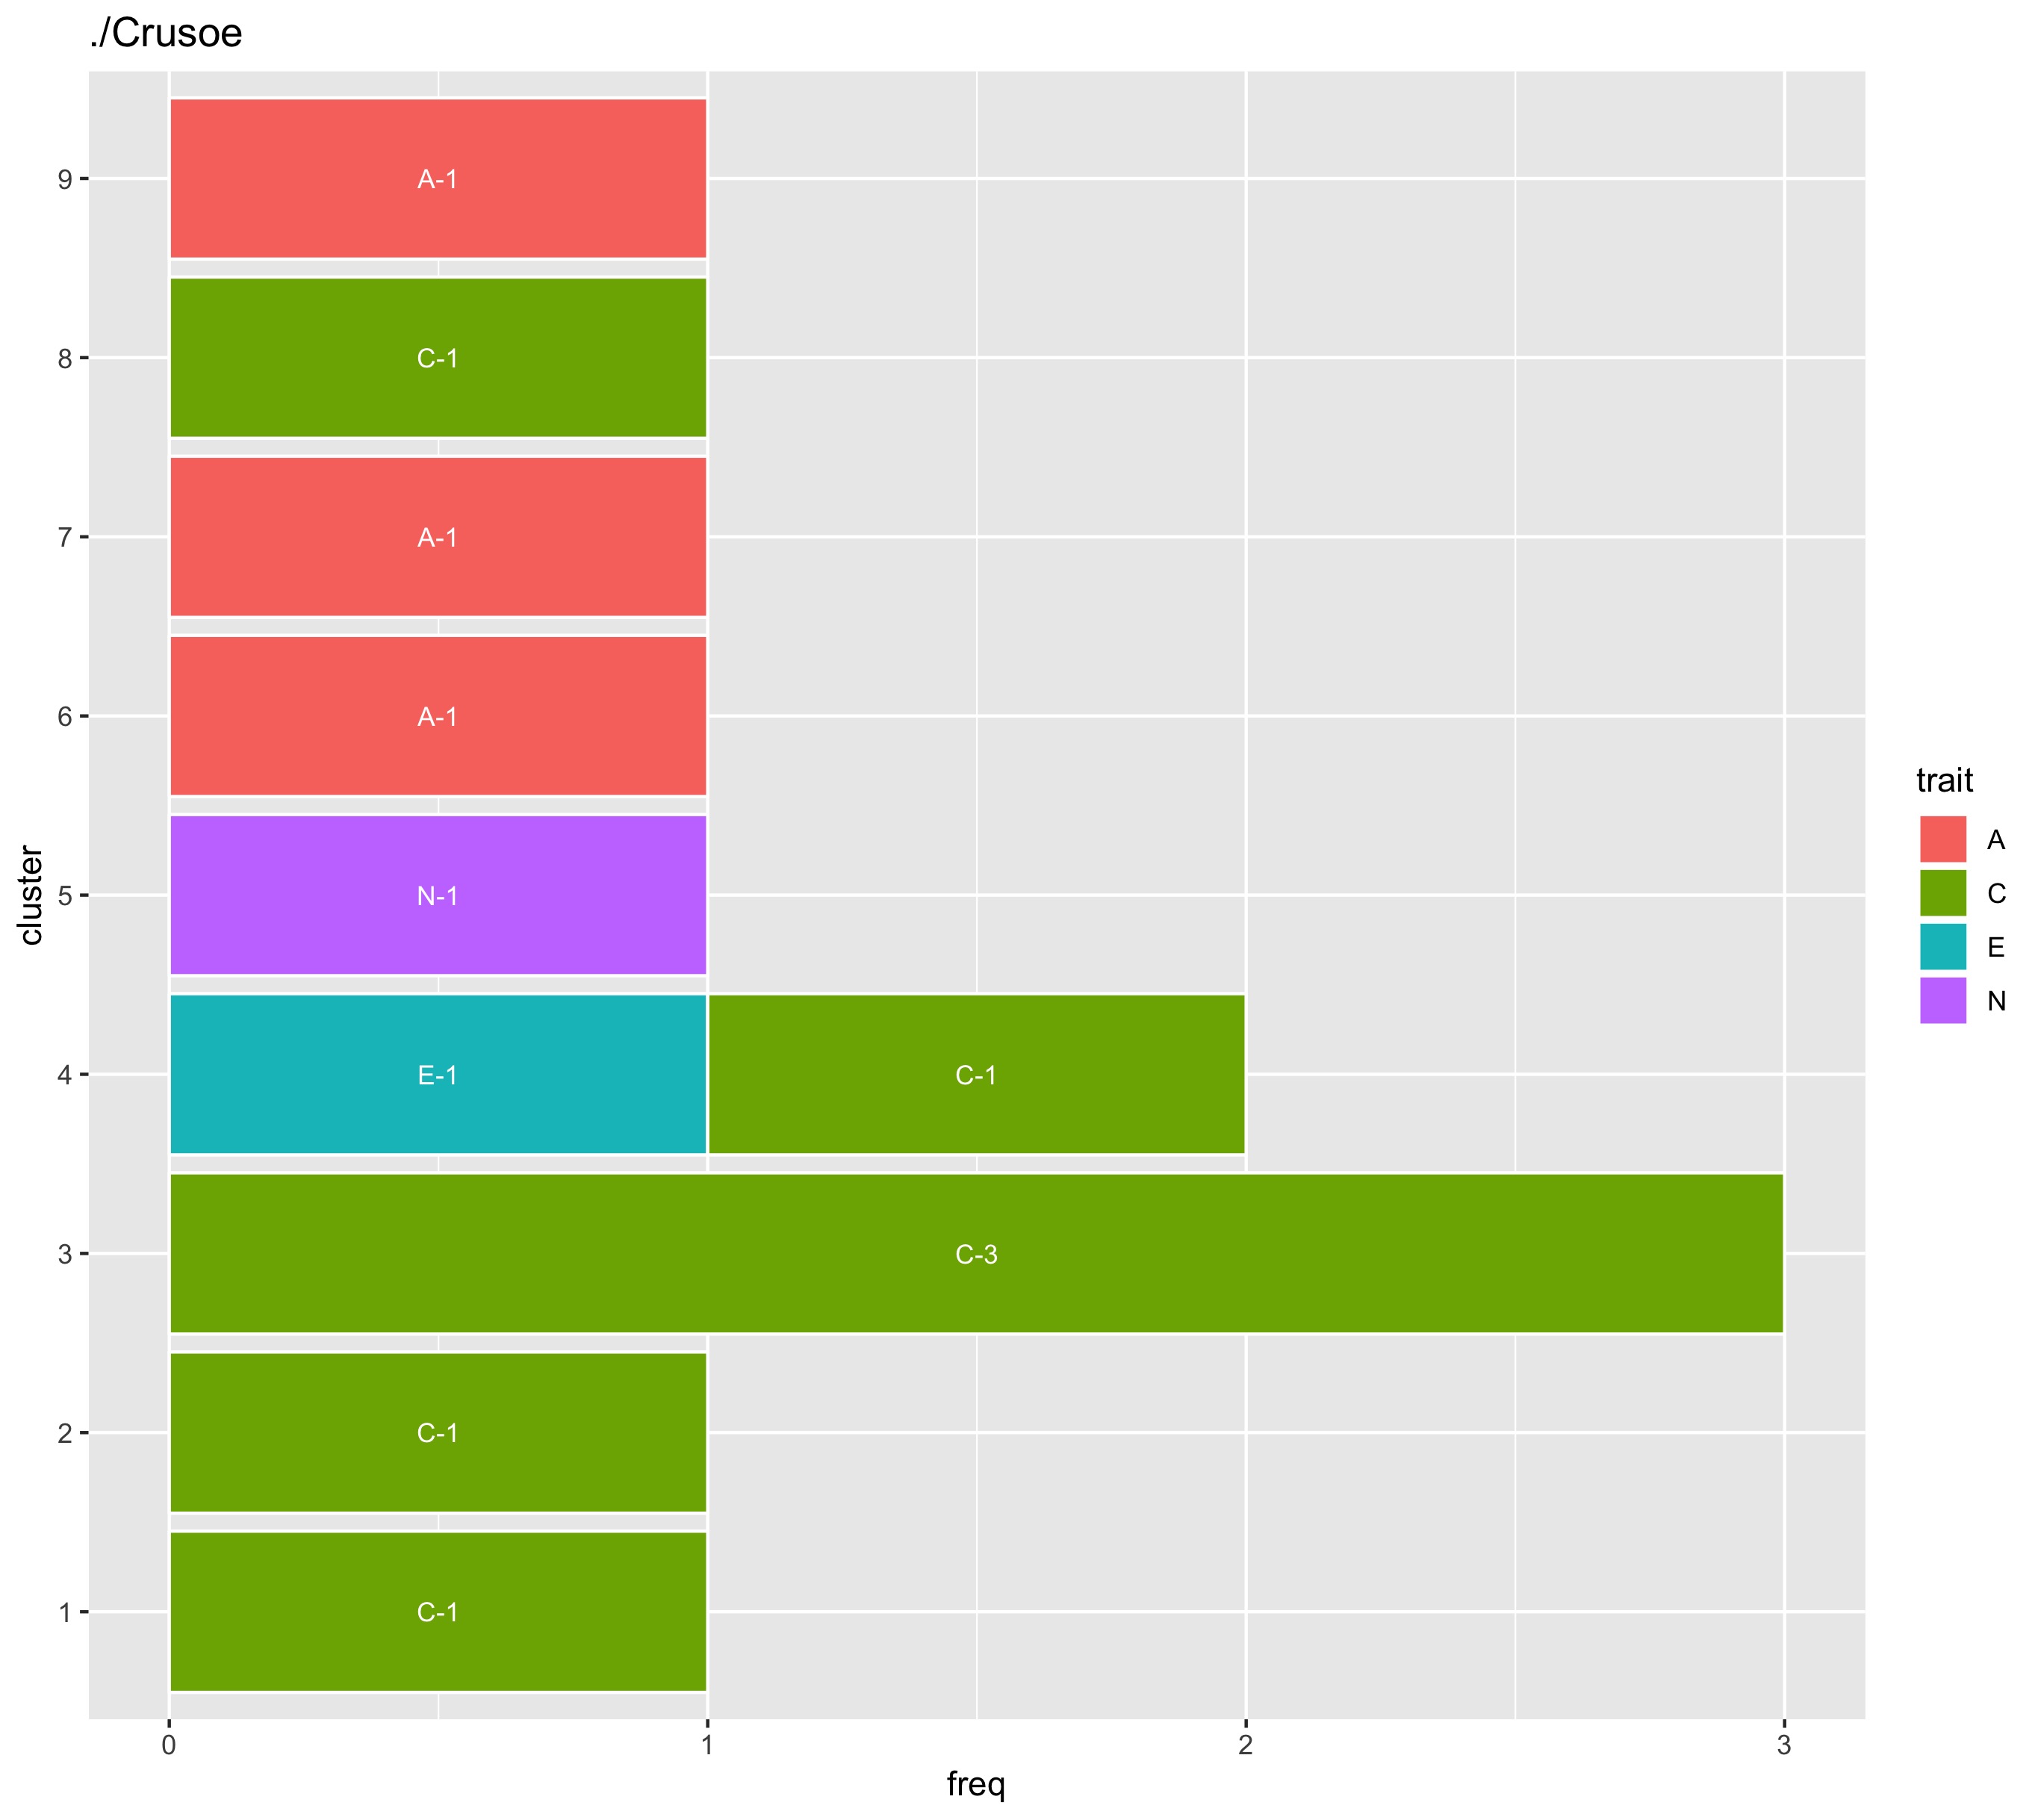 ./Crusoe
9
A-1
8
C-1
7
A-1
6
A-1
5
N-1
4
E-1 C-1
3
C-3
2
C-1
1
C-1
0 1 2 3
freq
cluster
trait
A
C
E
N